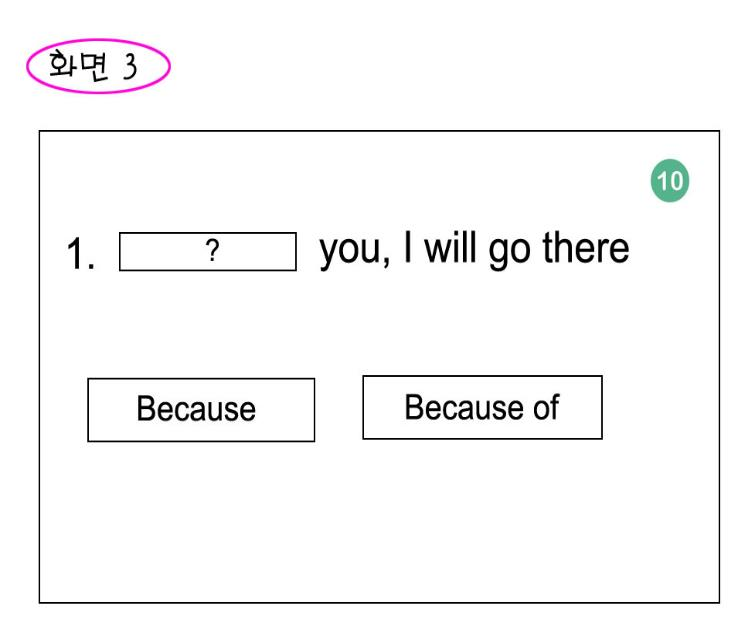 화면 3
10
1. ? you, I will go there
Because Because of